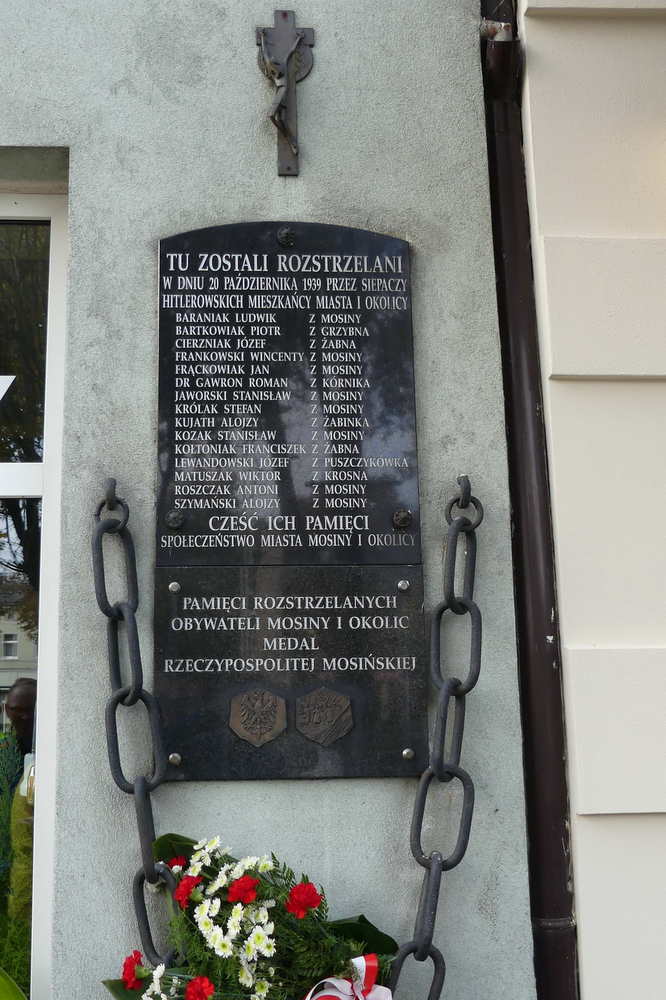 TU ZOSTALI ROZSTRZELANI
W DNIU 20 PAŹDZIERNIKA 1939 PRZEZ SIEPACZY
HITLEROWSKICH MIESZKAŃCY MIASTA I OKOLICY
BARANIAK LUDWIK Z MOSINY
BARTKOWIAK PIOTR Z GRZYBNA
CIERZNIAK JÓZEF Z ŻABNA
FRANKOWSKI WINCENTY Z MOSINY
FRĄCKOWIAK JAN Z MOSINY
DR GAWRON ROMAN Z KÓRNIKA
JAWORSKI STANISŁAW Z MOSINY
KRÓLAK STEFAN Z MOSINY
KUJATH ALOJZY Z ŻABINKA
KOZAK STANISŁAW Z MOSINY
KOŁTONIAK FRANCISZEK Z ŻABNA
LEWANDOWSKI JÓZEF Z PUSZCZYKÓWKA
MATUSZAK WIKTOR Z KROSNA
ROSZCZAK ANTONI Z MOSINY
SZYMAŃSKI ALOJZY Z MOSINY
CZEŚĆ ICH PAMIĘCI
SPOŁECZEŃSTWO MIASTA MOSINY I OKOLICY
PAMIĘCI ROZSTRZELANYCH
OBYWATELI MOSINY I OKOLIC
MEDAL
RZECZYPOSPOLITEJ MOSIŃSKIEJ